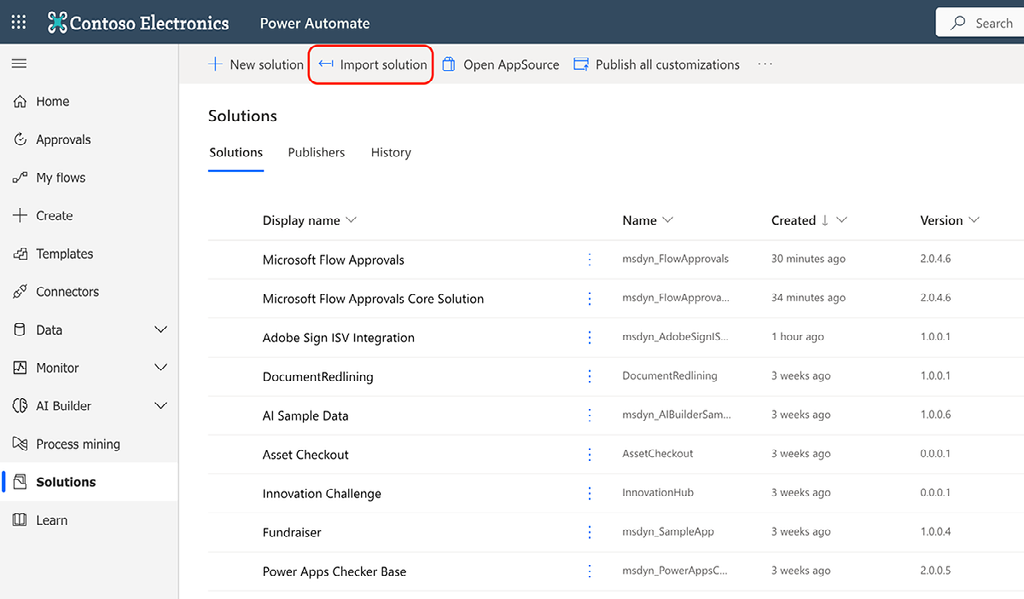 Contoso Electronics Power Automate Search
New solution Import solution Open AppSource Publish all customizations ...
Home
Approvals
My flows
Create
Templates
Connectors
Data
Monitor
AI Builder
Process mining
Solutions
Learn
Solutions
Solutions Publishers History
Display name Name Created Version
Microsoft Flow Approvals msdyn_FlowApprovals 30 minutes ago 2.0.4.6
Microsoft Flow Approvals Core Solution msdyn_FlowApprova... 34 minutes ago 2.0.4.6
Adobe Sign ISV Integration msdyn_AdobeSignIS... 1 hour ago 1.0.0.1
DocumentRedlining DocumentRedlining 3 weeks ago 1.0.0.1
AI Sample Data msdyn_AIBuilderSam... 3 weeks ago 1.0.0.6
Asset Checkout AssetCheckout 3 weeks ago 0.0.0.1
Innovation Challenge InnovationHub 3 weeks ago 0.0.0.1
Fundraiser msdyn_SampleApp 3 weeks ago 1.0.0.4
Power Apps Checker Base msdyn_PowerAppsC... 3 weeks ago 2.0.0.5